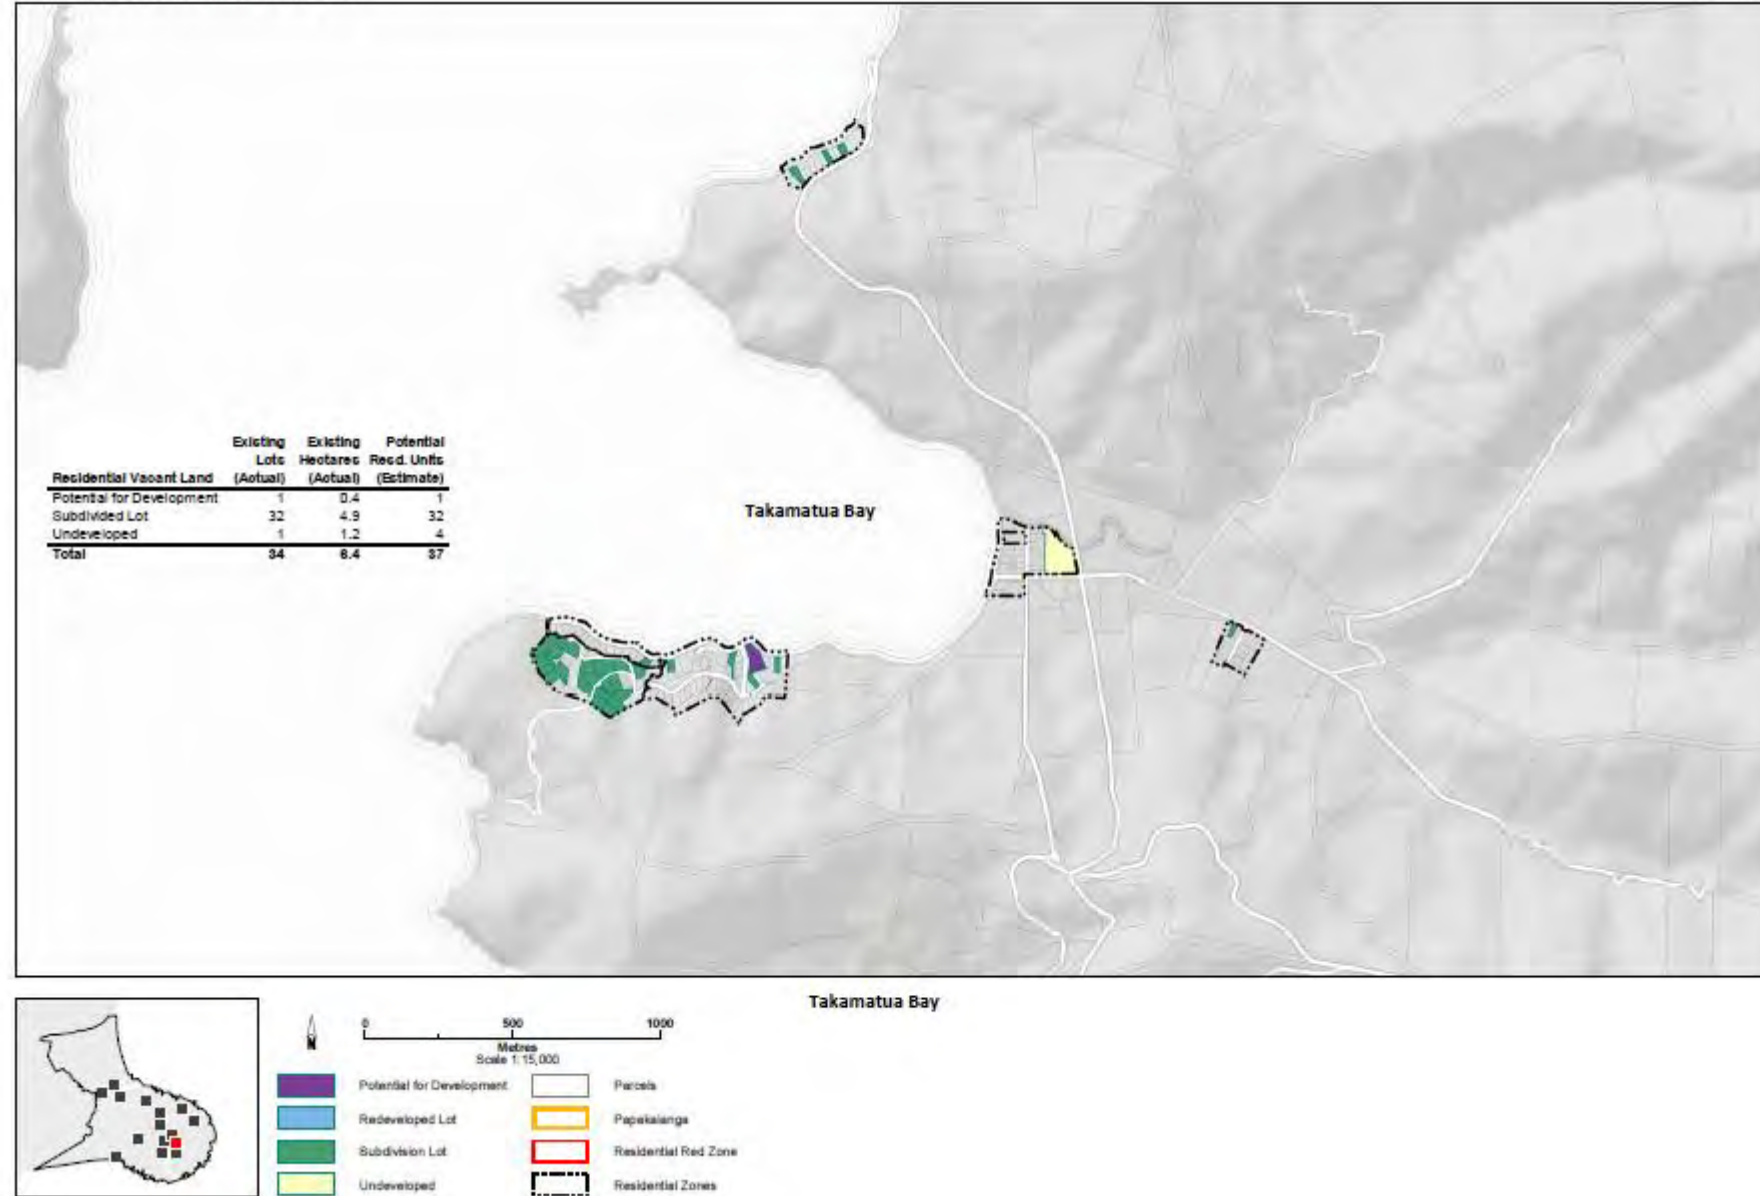 Existing Existing Potential
Lots Hectares Resd. Units
Residential Vacant Land (Actual) (Actual) (Estimate)
Potential for Development 1 0.4 1
Subdivided Lot 32 4.9 32
Undeveloped 1 1.2 4
Total 34 6.4 37
Takamatua Bay
Takamatua Bay
N
0 500 1000
Metres
Scale 1:15,000
Potential for Development Parcels
Redeveloped Lot Papakaianga
Subdivision Lot Residential Red Zone
Undeveloped Residential Zones